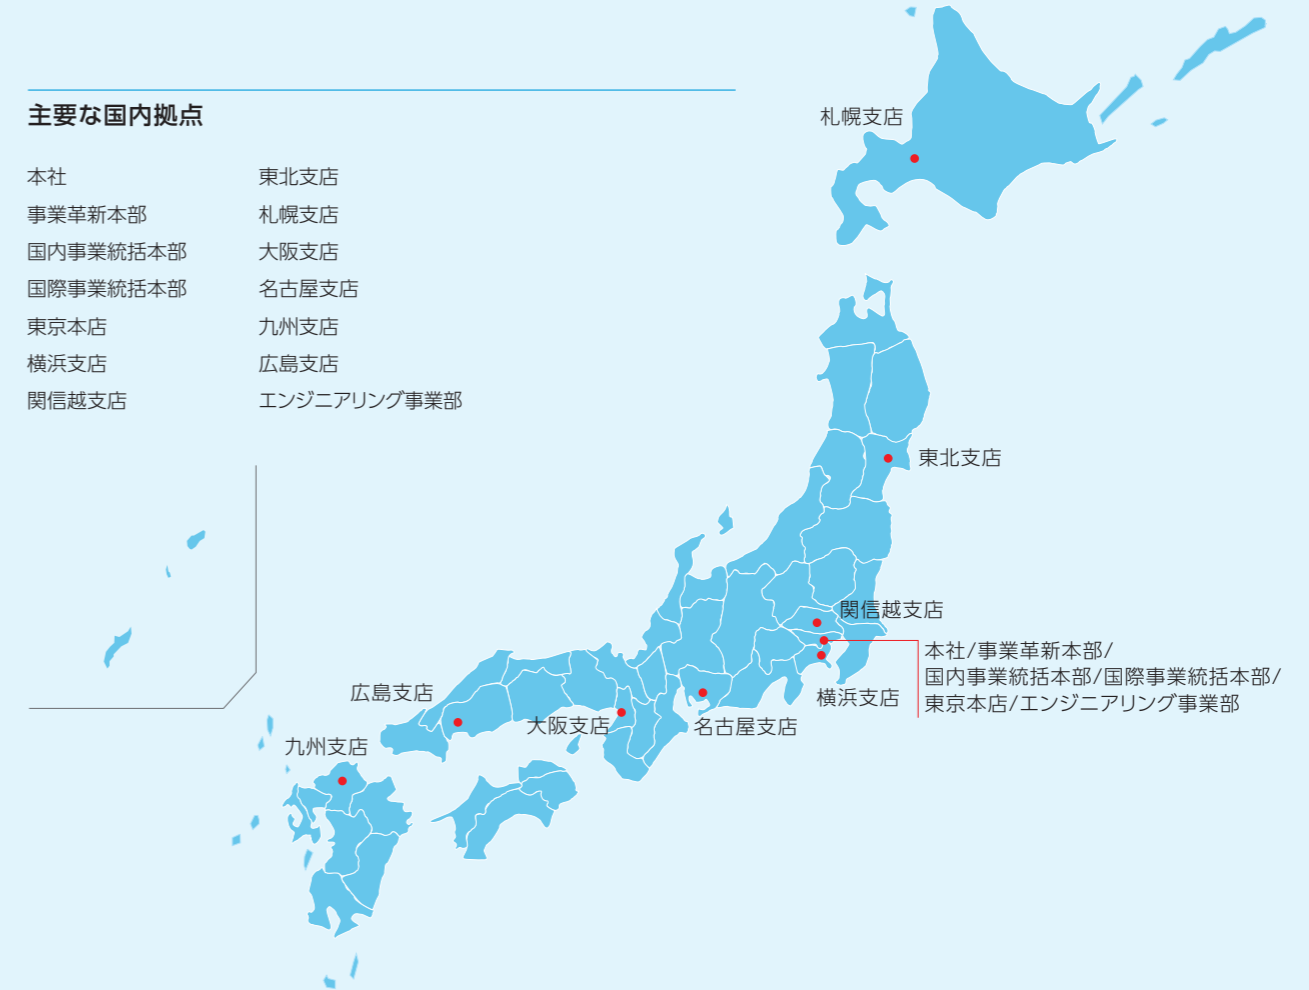 主要な国内拠点
本社
事業革新本部
国内事業統括本部
国際事業統括本部
東京本店
横浜支店
関信越支店
東北支店
札幌支店
大阪支店
名古屋支店
九州支店
広島支店
エンジニアリング事業部
札幌支店
東北支店
関信越支店
本社/事業革新本部/
国内事業統括本部/国際事業統括本部/
東京本店/エンジニアリング事業部
横浜支店
名古屋支店
大阪支店
広島支店
九州支店